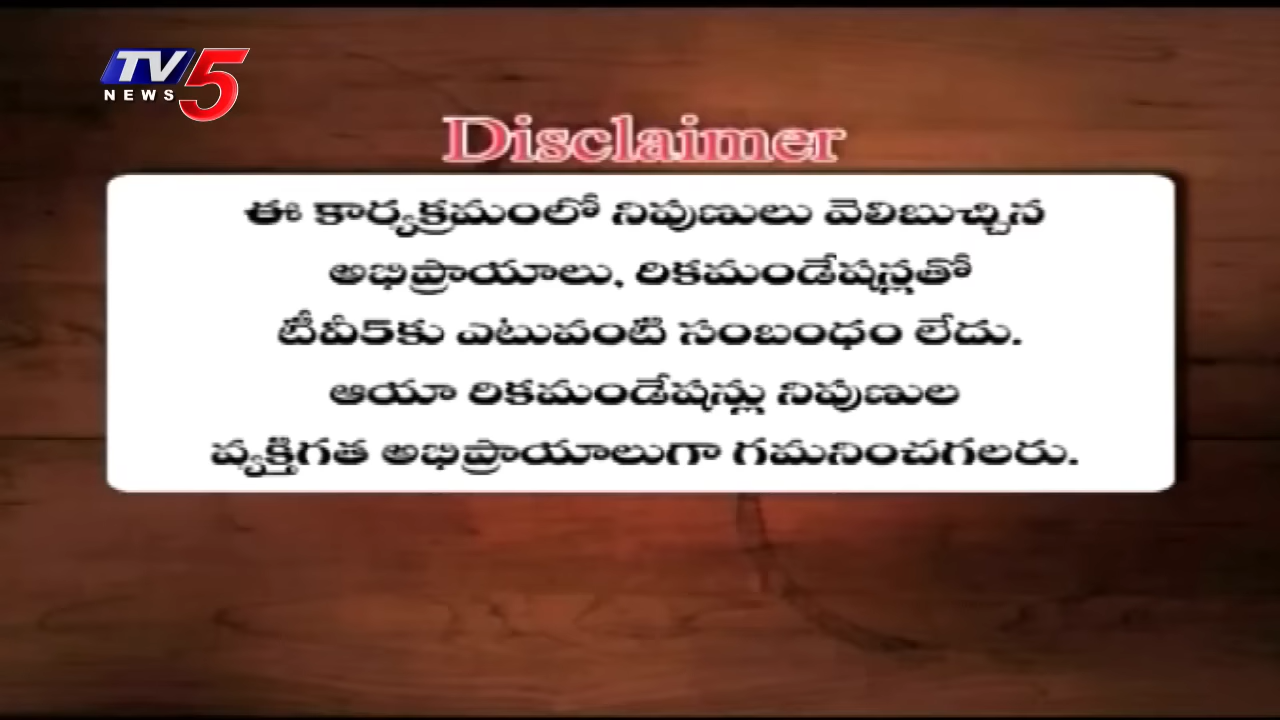 TV5
NEWS
Disclaimer
ఈ కార్యక్రమంలో నిపుణులు వెలిబుచ్చిన
అభిప్రాయాలు, రికమండేషన్లతో
టీవీ5కు ఎటువంటి సంబంధం లేదు.
ఆయా రికమండేషన్లు నిపుణుల
వ్యక్తిగత అభిప్రాయాలుగా గమనించగలరు.